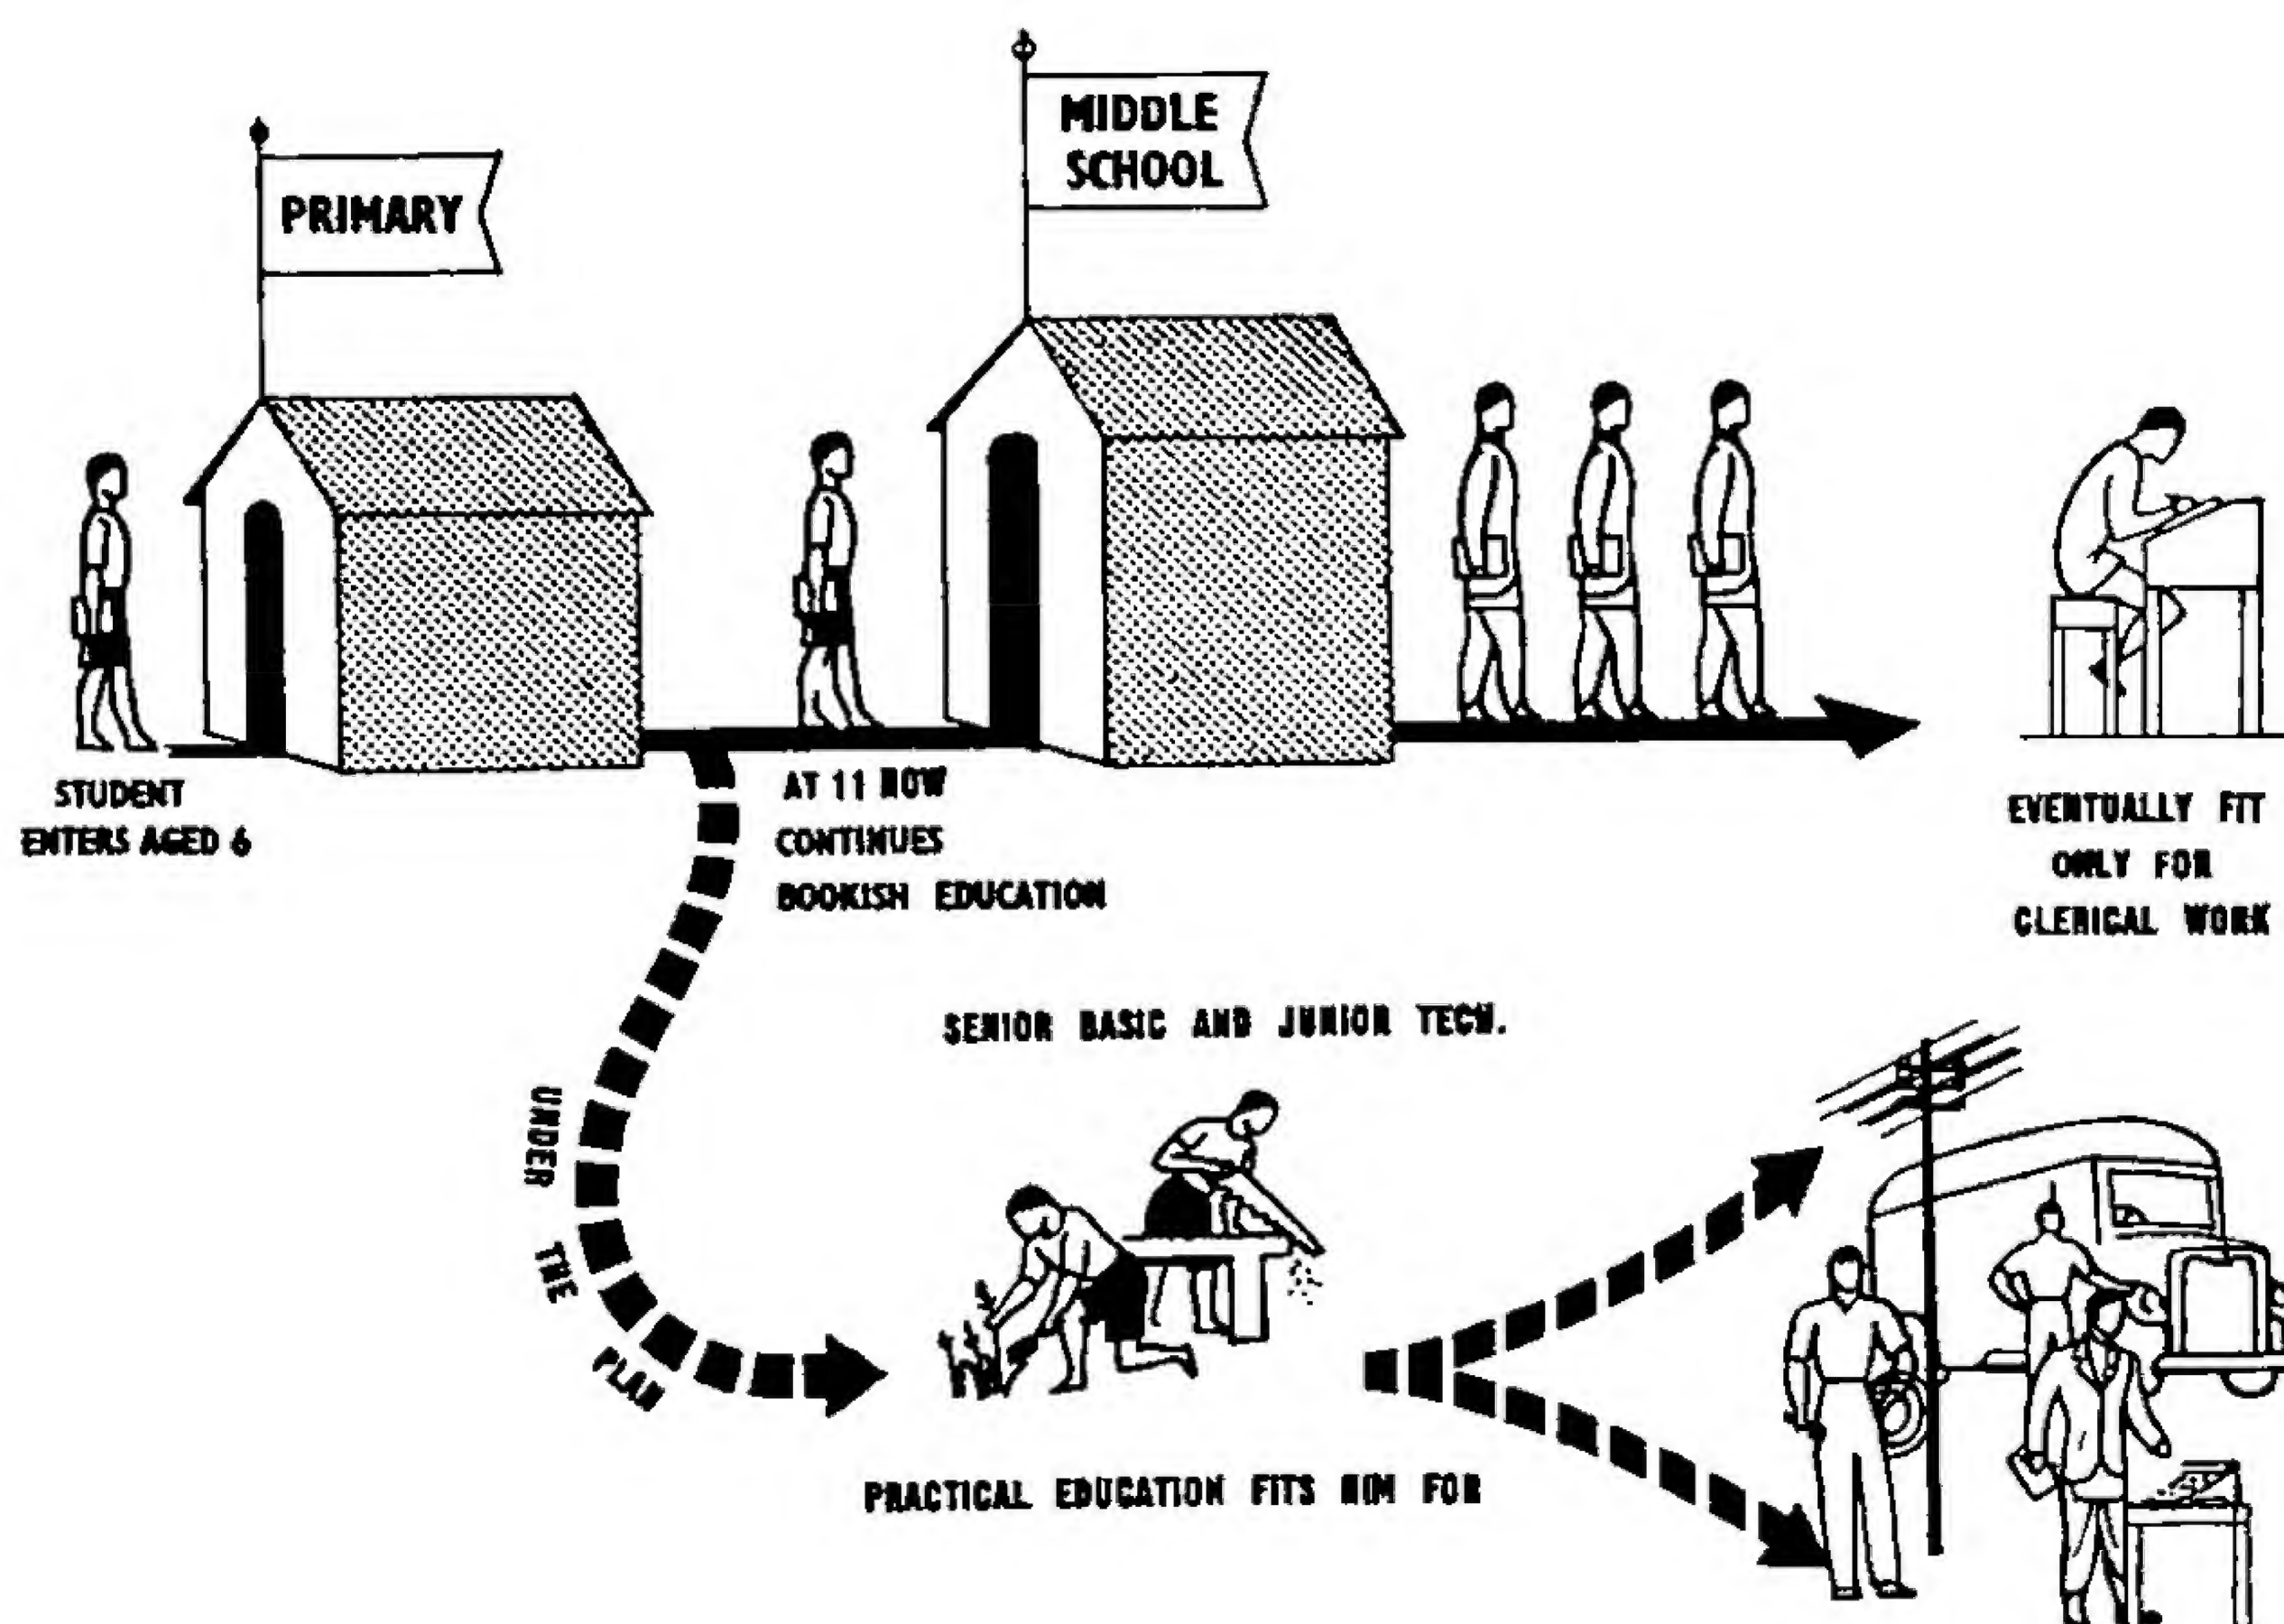 PRIMARY
MIDDLE
SCHOOL
STUDENT
ENTERS AGED 6
AT 11 NOW
CONTINUES
BOOKISH EDUCATION
EVENTUALLY FIT
ONLY FOR
CLERICAL WORK
SENIOR BASIC AND JUNIOR TECH.
UNDER THE PLAN
PRACTICAL EDUCATION FITS HIM FOR